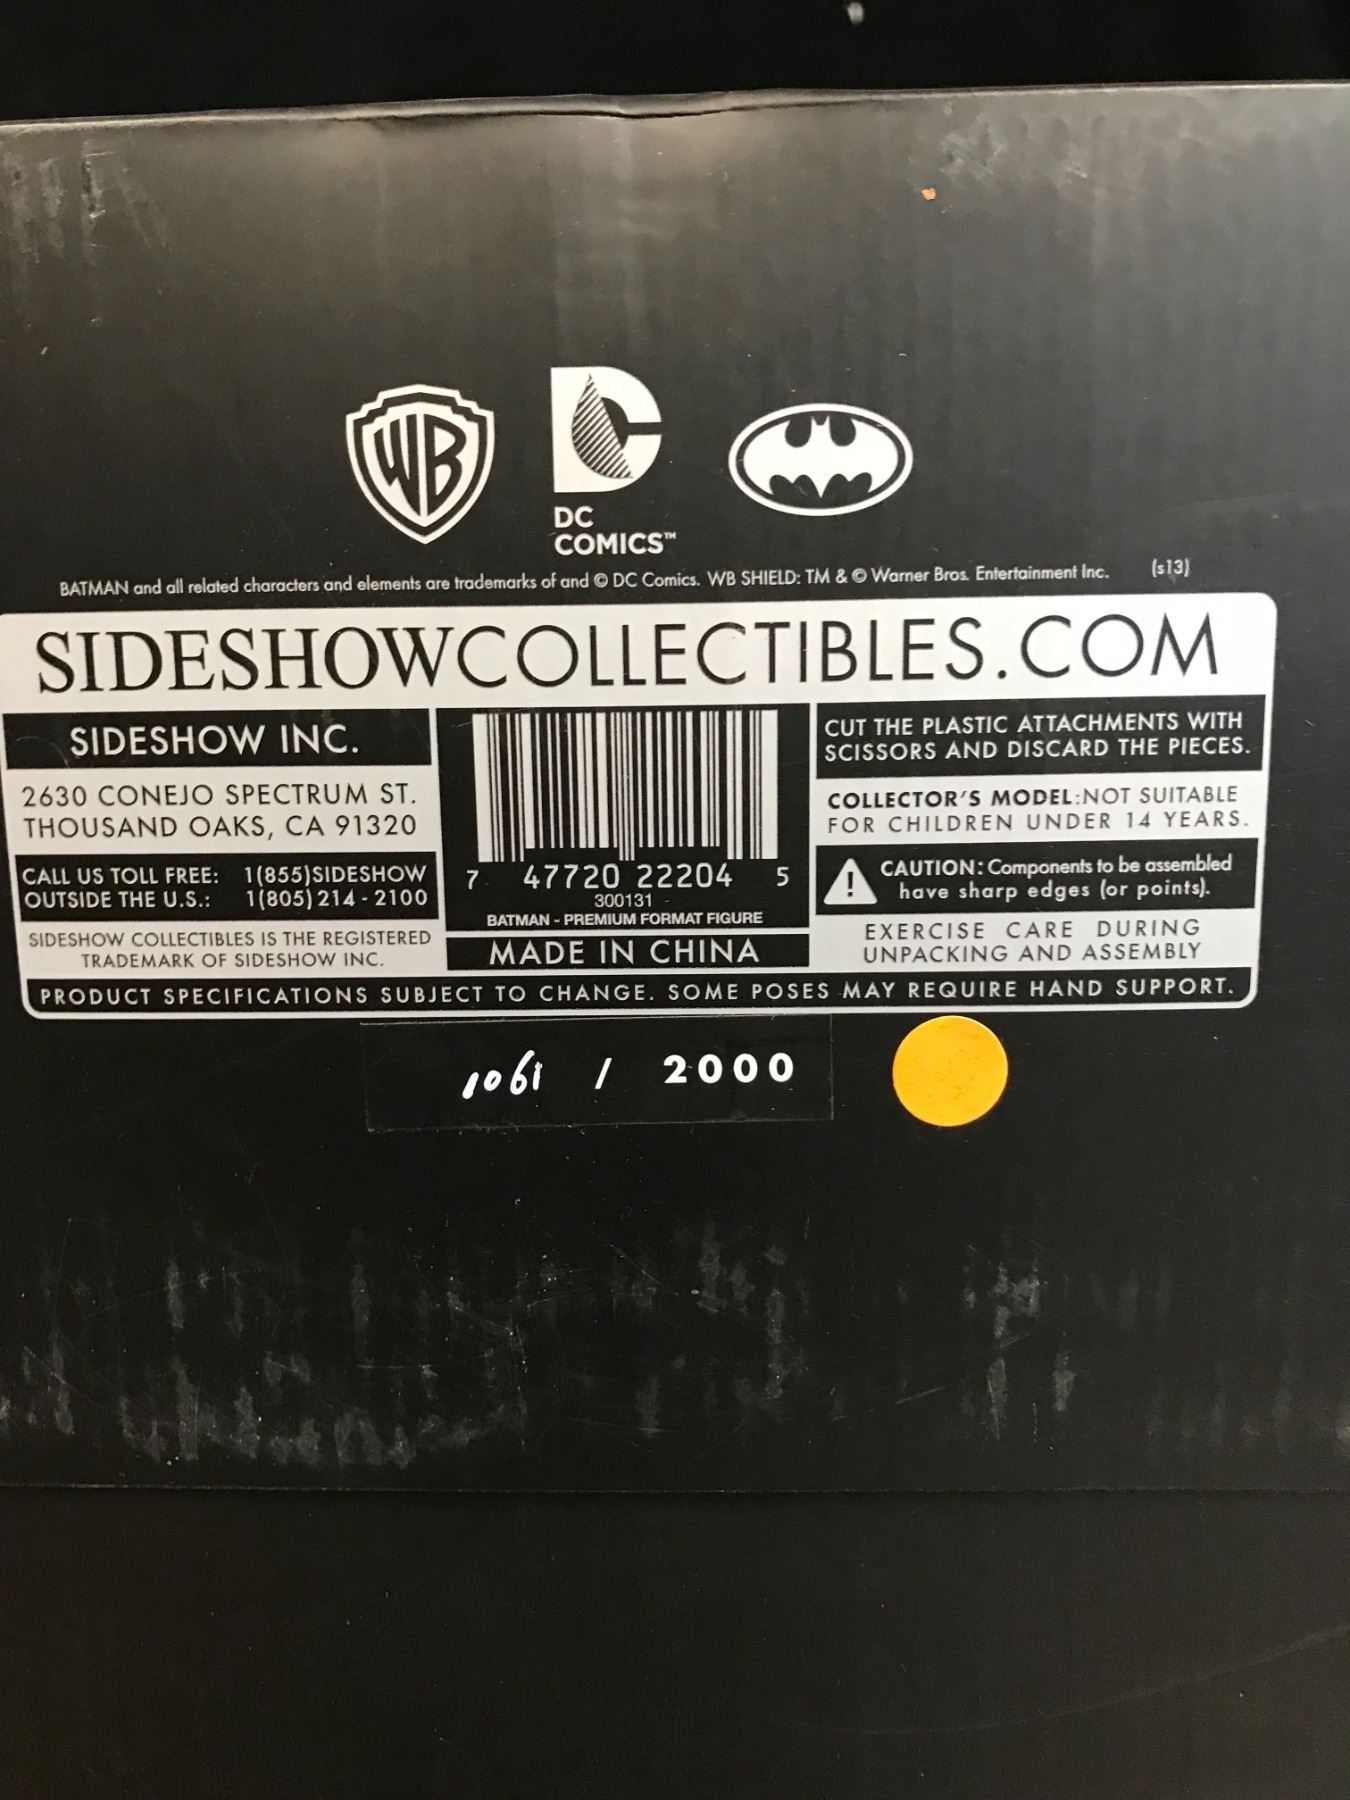 WB
DC
COMICS™
BATMAN and all related characters and elements are trademarks of and © DC Comics. WB SHIELD: TM & © Warner Bros. Entertainment Inc. (s13)
SIDESHOWCOLLECTIBLES.COM
SIDESHOW INC.
2630 CONEJO SPECTRUM ST.
THOUSAND OAKS, CA 91320
CALL US TOLL FREE: 1(855)SIDESHOW
OUTSIDE THE U.S.: 1(805)214-2100
SIDESHOW COLLECTIBLES IS THE REGISTERED
TRADEMARK OF SIDESHOW INC.
7 47720 22204 5
300131
BATMAN - PREMIUM FORMAT FIGURE
MADE IN CHINA
CUT THE PLASTIC ATTACHMENTS WITH
SCISSORS AND DISCARD THE PIECES.
COLLECTOR'S MODEL:NOT SUITABLE
FOR CHILDREN UNDER 14 YEARS.
CAUTION: Components to be assembled
have sharp edges (or points).
EXERCISE CARE DURING
UNPACKING AND ASSEMBLY
PRODUCT SPECIFICATIONS SUBJECT TO CHANGE. SOME POSES MAY REQUIRE HAND SUPPORT.
1061 / 2000